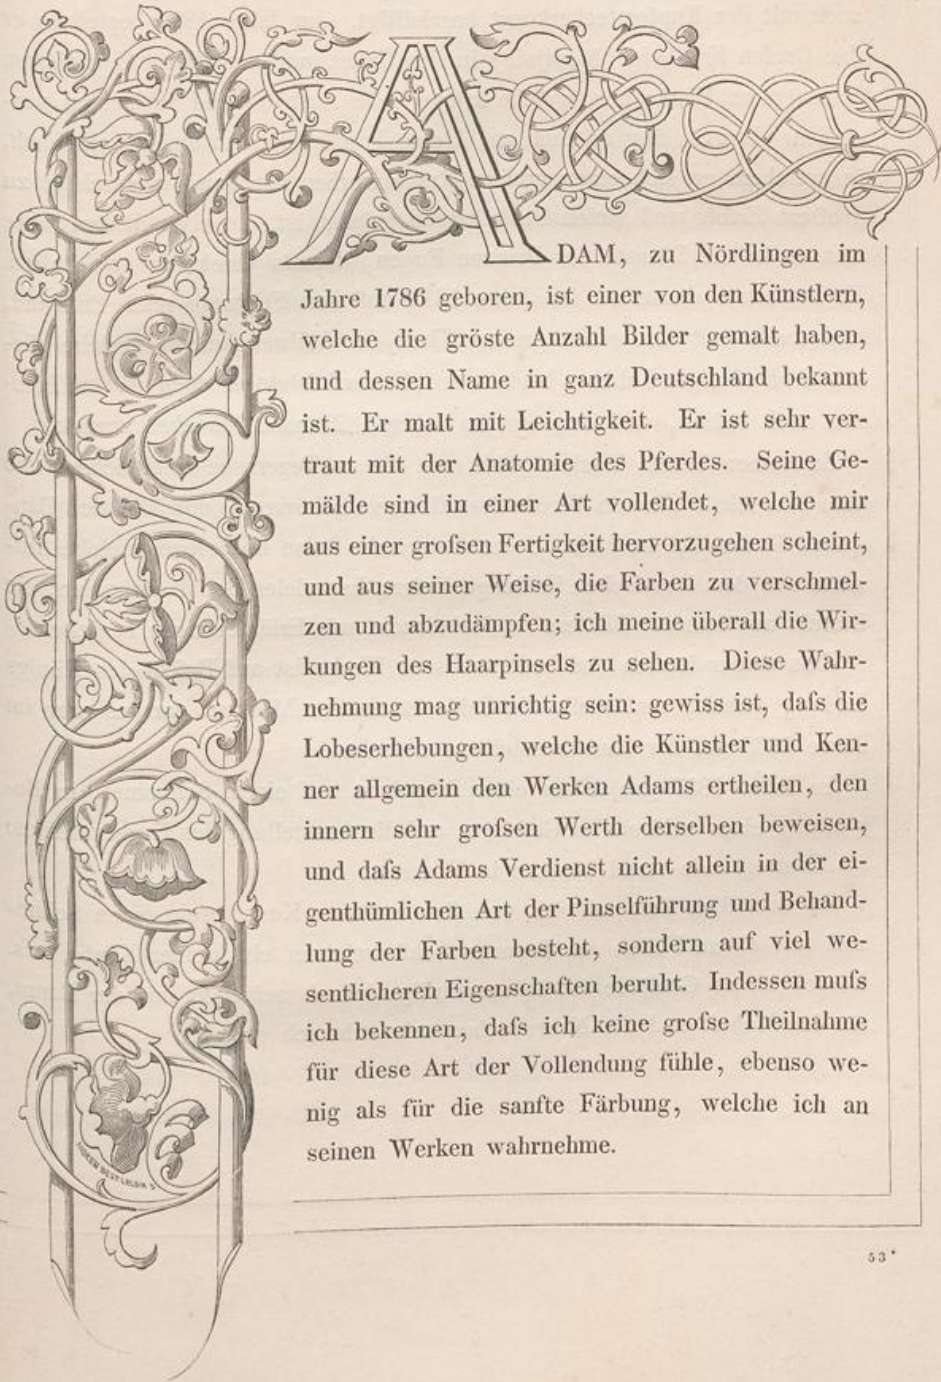 ADAM, zu Nördlingen im
Jahre 1786 geboren, ist einer von den Künstlern,
welche die gröste Anzahl Bilder gemalt haben,
und dessen Name in ganz Deutschland bekannt
ist. Er malt mit Leichtigkeit. Er ist sehr ver-
traut mit der Anatomie des Pferdes. Seine Ge-
mälde sind in einer Art vollendet, welche mir
aus einer groſsen Fertigkeit hervorzugehen scheint,
und aus seiner Weise, die Farben zu verschmel-
zen und abzudämpfen; ich meine überall die Wir-
kungen des Haarpinsels zu sehen. Diese Wahr-
nehmung mag unrichtig sein: gewiss ist, daſs die
Lobeserhebungen, welche die Künstler und Ken-
ner allgemein den Werken Adams ertheilen, den
innern sehr groſsen Werth derselben beweisen,
und daſs Adams Verdienst nicht allein in der ei-
genthümlichen Art der Pinselführung und Behand-
lung der Farben besteht, sondern auf viel we-
sentlicheren Eigenschaften beruht. Indessen muſs
ich bekennen, daſs ich keine groſse Theilnahme
für diese Art der Vollendung fühle, ebenso we-
nig als für die sanfte Färbung, welche ich an
seinen Werken wahrnehme.
53*